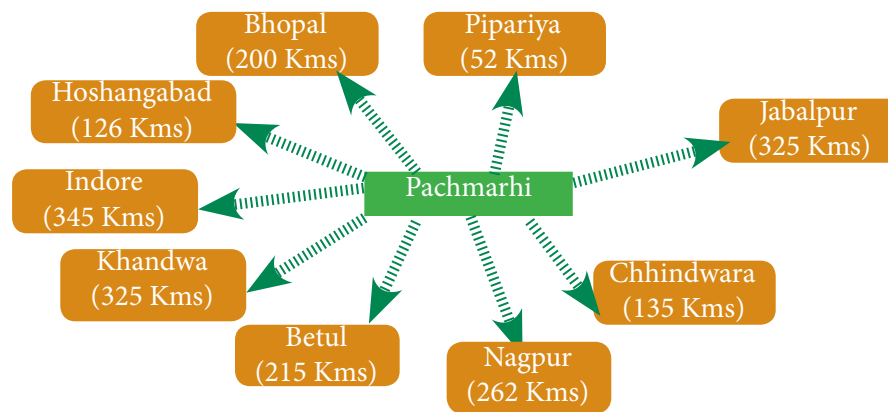 Bhopal
(200 Kms)
Pipariya
(52 Kms)
Hoshangabad
(126 Kms)
Jabalpur
(325 Kms)
Pachmarhi
Indore
(345 Kms)
Khandwa
(325 Kms)
Chhindwara
(135 Kms)
Betul
(215 Kms)
Nagpur
(262 Kms)